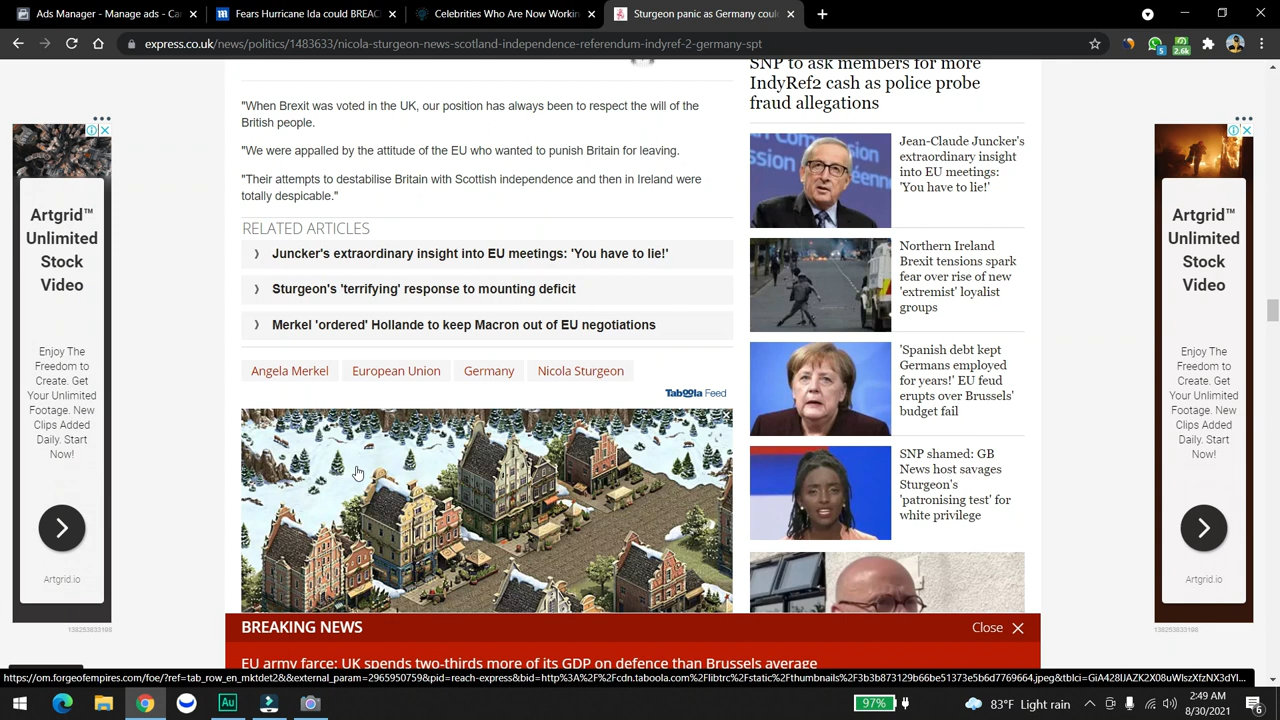 Modules and ads - Ads - Ca
Fears Hurricane Ida could BREAC
Celebrities Who Are Now Workin
Sturgeon panic as Germany coul
express.co.uk/news/politics/1483633/nicola-sturgeon-news-scotland-independence-referendum-indyref-2-germany-spt
5
2.6k
"When Brexit was voted in the UK, our position has always been to respect the will of the
British people.
"We were appalled by the attitude of the EU who wanted to punish Britain for leaving.
"Their attempts to destabilise Britain with Scottish independence and then in Ireland were
totally despicable."
RELATED ARTICLES
Juncker's extraordinary insight into EU meetings: 'You have to lie!'
Sturgeon's 'terrifying' response to mounting deficit
Merkel 'ordered' Hollande to keep Macron out of EU negotiations
Angela Merkel
European Union
Germany
Nicola Sturgeon
Taboola Feed
SNP to ask members for more
IndyRef2 cash as police probe
fraud allegations
Jean-Claude Juncker's
extraordinary insight
into EU meetings:
'You have to lie!'
Northern Ireland
Brexit tensions spark
fear over rise of new
'extremist' loyalist
groups
'Spanish debt kept
Germans employed
for years!' EU feud
erupts over Brussels'
budget fail
SNP shamed: GB
News host savages
Sturgeon's
'patronising test' for
white privilege
Artgrid™
Unlimited
Stock
Video
Enjoy The
Freedom to
Create. Get
Your Unlimited
Footage. New
Clips Added
Daily. Start
Now!
Artgrid.io
138253833198
Artgrid™
Unlimited
Stock
Video
Enjoy The
Freedom to
Create. Get
Your Unlimited
Footage. New
Clips Added
Daily. Start
Now!
Artgrid.io
138253833198
BREAKING NEWS
Close
EU army farce: UK spends two-thirds more of its GDP on defence than Brussels average
97%
83°F Light rain
2:49 AM
8/30/2021
6